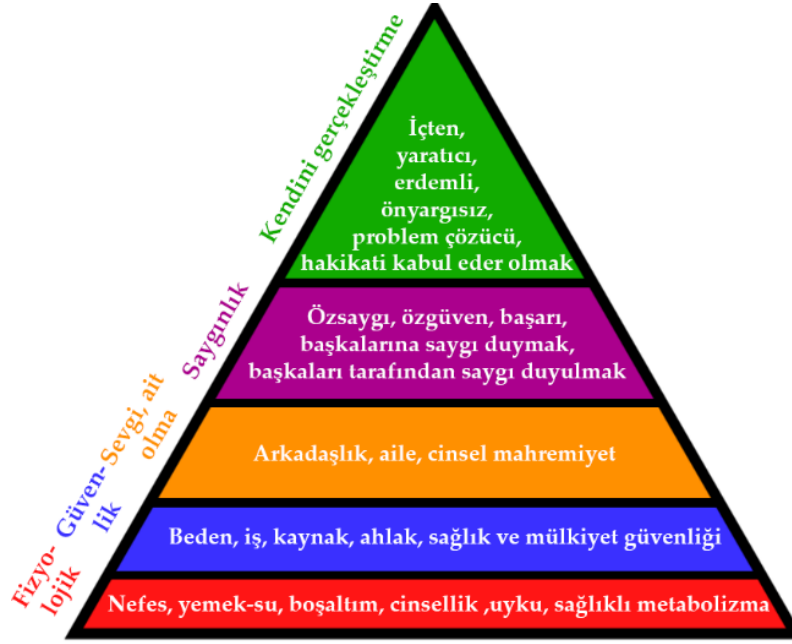 Kendini gerçekleştirme
İçten,
yaratıcı,
erdemli,
önyargısız,
problem çözücü,
hakikati kabul eder olmak
Saygınlık
Özsaygı, özgüven, başarı,
başkalarına saygı duymak,
başkaları tarafından saygı duyulmak
Sevgi, ait
olma
Arkadaşlık, aile, cinsel mahremiyet
Güven-
lik
Beden, iş, kaynak, ahlak, sağlık ve mülkiyet güvenliği
Fizyo-
lojik
Nefes, yemek-su, boşaltım, cinsellik ,uyku, sağlıklı metabolizma